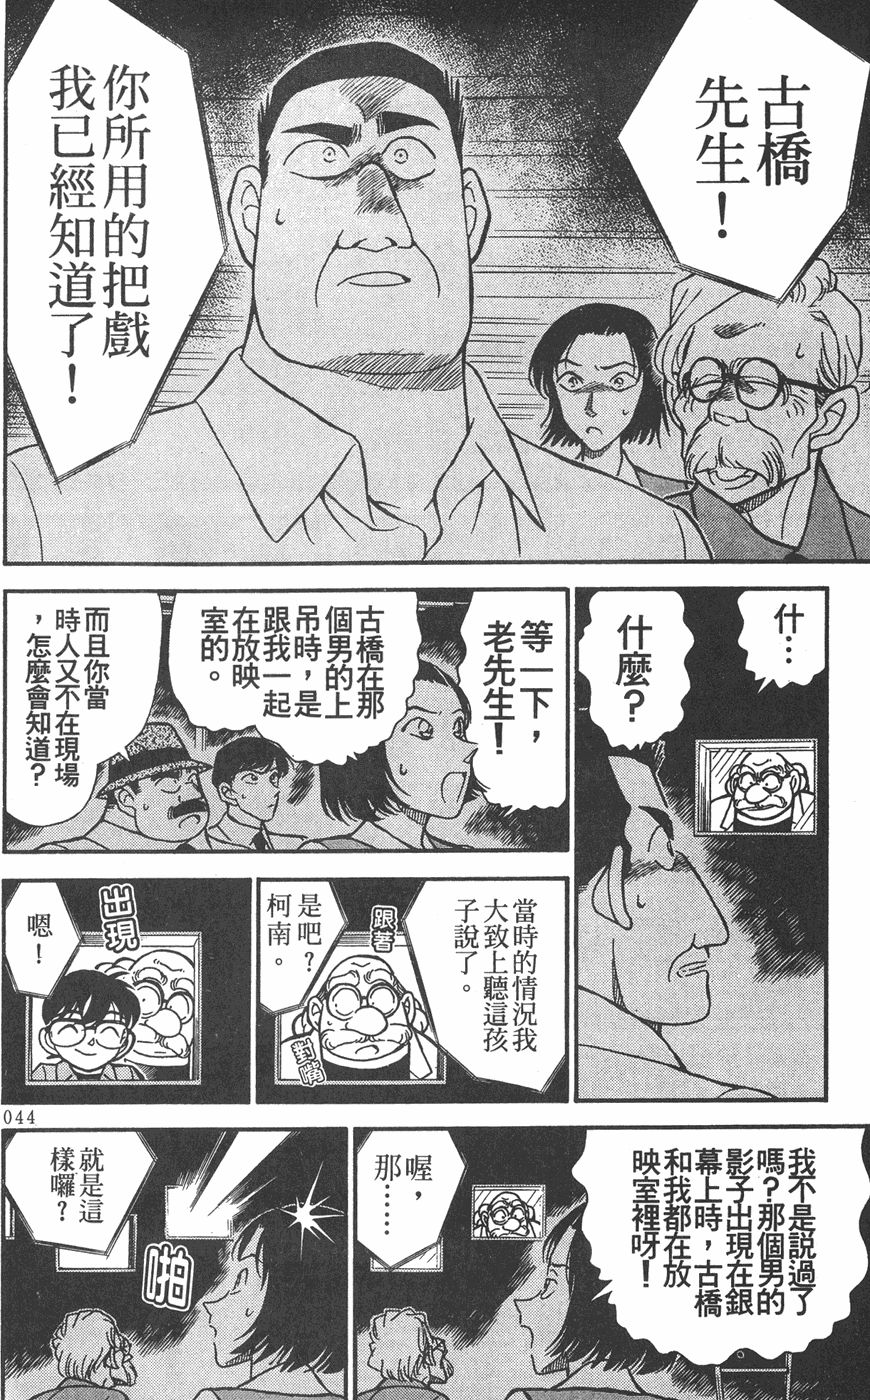 古橋
先生！
你所用的把戲
我已經知道了！
什…
什麼？
等一下，
老先生！
古橋在那
個男的上
吊時，是
跟我一起
在放映
室的。
而且你當
時人又不在現場
，怎麼會知道？
當時的情況我
大致上聽這孩
子說了。
跟著
是吧？
柯南。
對嘴
出現
嗯！
我不是說過了
嗎？那個男的
影子出現在銀
幕上時，古橋
和我都在放
映室裡呀！
喔，
那……
就是這
樣囉？
啪
044